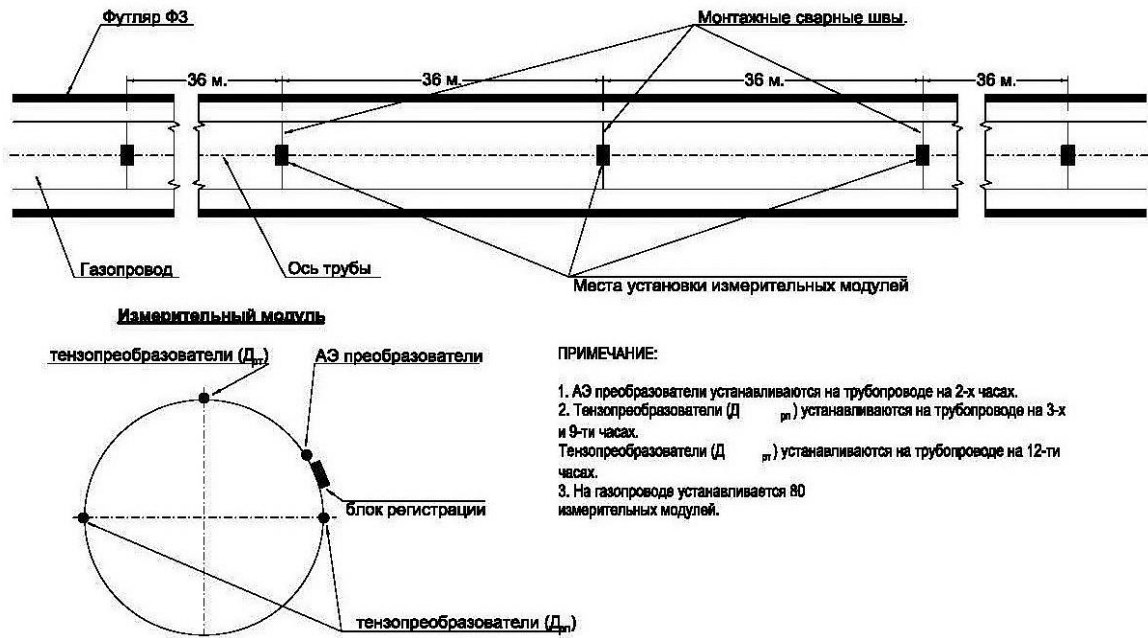 Футляр Ф3
Монтажные сварные швы.
36 м.
36 м.
36 м.
36 м.
Газопровод
Ось трубы
Места установки измерительных модулей
Измерительный модуль
тензопреобразователи (Дрт)
АЭ преобразователи
блок регистрации
тензопреобразователи (Дрп)
ПРИМЕЧАНИЕ:
1. АЭ преобразователи устанавливаются на трубопроводе на 2-х часах.
2. Тензопреобразователи (Д рп ) устанавливаются на трубопроводе на 3-х
и 9-ти часах.
Тензопреобразователи (Д рт ) устанавливаются на трубопроводе на 12-ти
часах.
3. На газопроводе устанавливается 80
измерительных модулей.